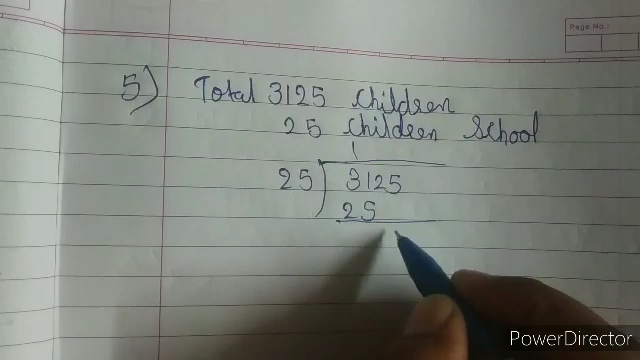 Page No.:
5) Total 3125 children
25 children School
1
25) 3125
25
PowerDirector